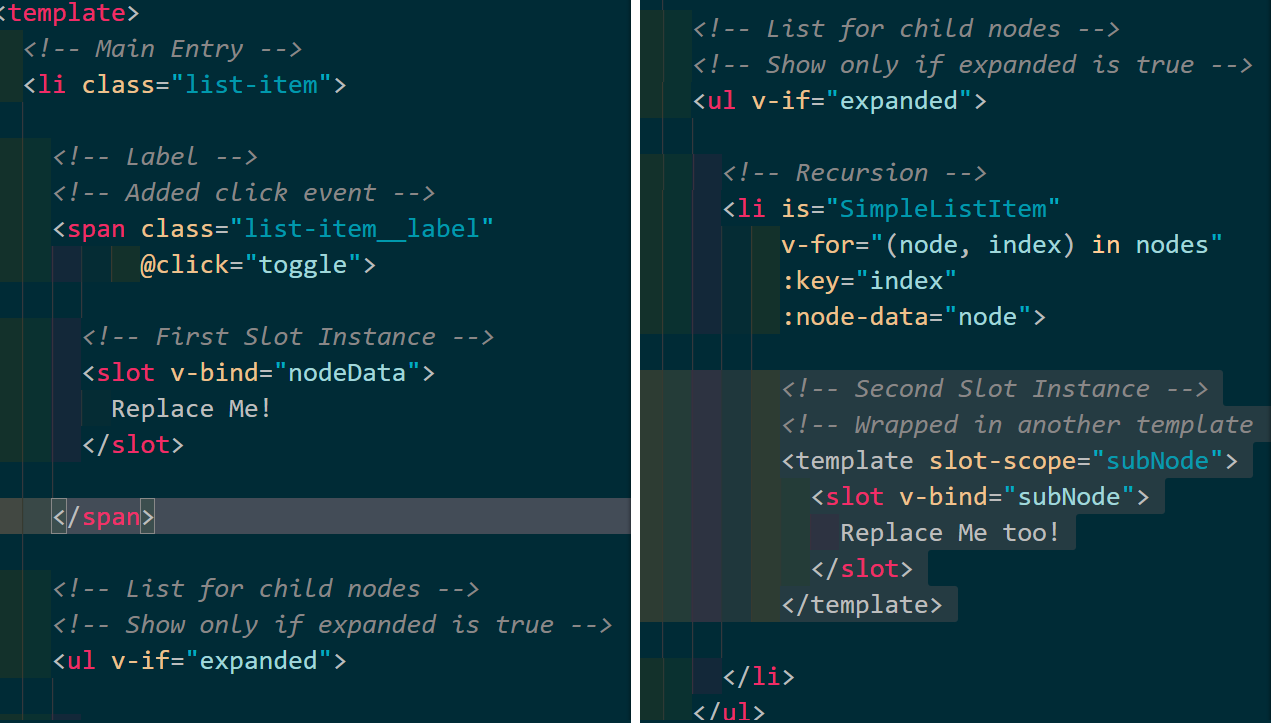 <template>
<!-- Main Entry -->
<li class="list-item">
<!-- Label -->
<!-- Added click event -->
<span class="list-item__label"
@click="toggle">
<!-- First Slot Instance -->
<slot v-bind="nodeData">
Replace Me!
</slot>
</span>
<!-- List for child nodes -->
<!-- Show only if expanded is true -->
<ul v-if="expanded">
<!-- List for child nodes -->
<!-- Show only if expanded is true -->
<ul v-if="expanded">
<!-- Recursion -->
<li is="SimpleListItem"
v-for="(node, index) in nodes"
:key="index"
:node-data="node">
<!-- Second Slot Instance -->
<!-- Wrapped in another template
<template slot-scope="subNode">
<slot v-bind="subNode">
Replace Me too!
</slot>
</template>
</li>
</ul>